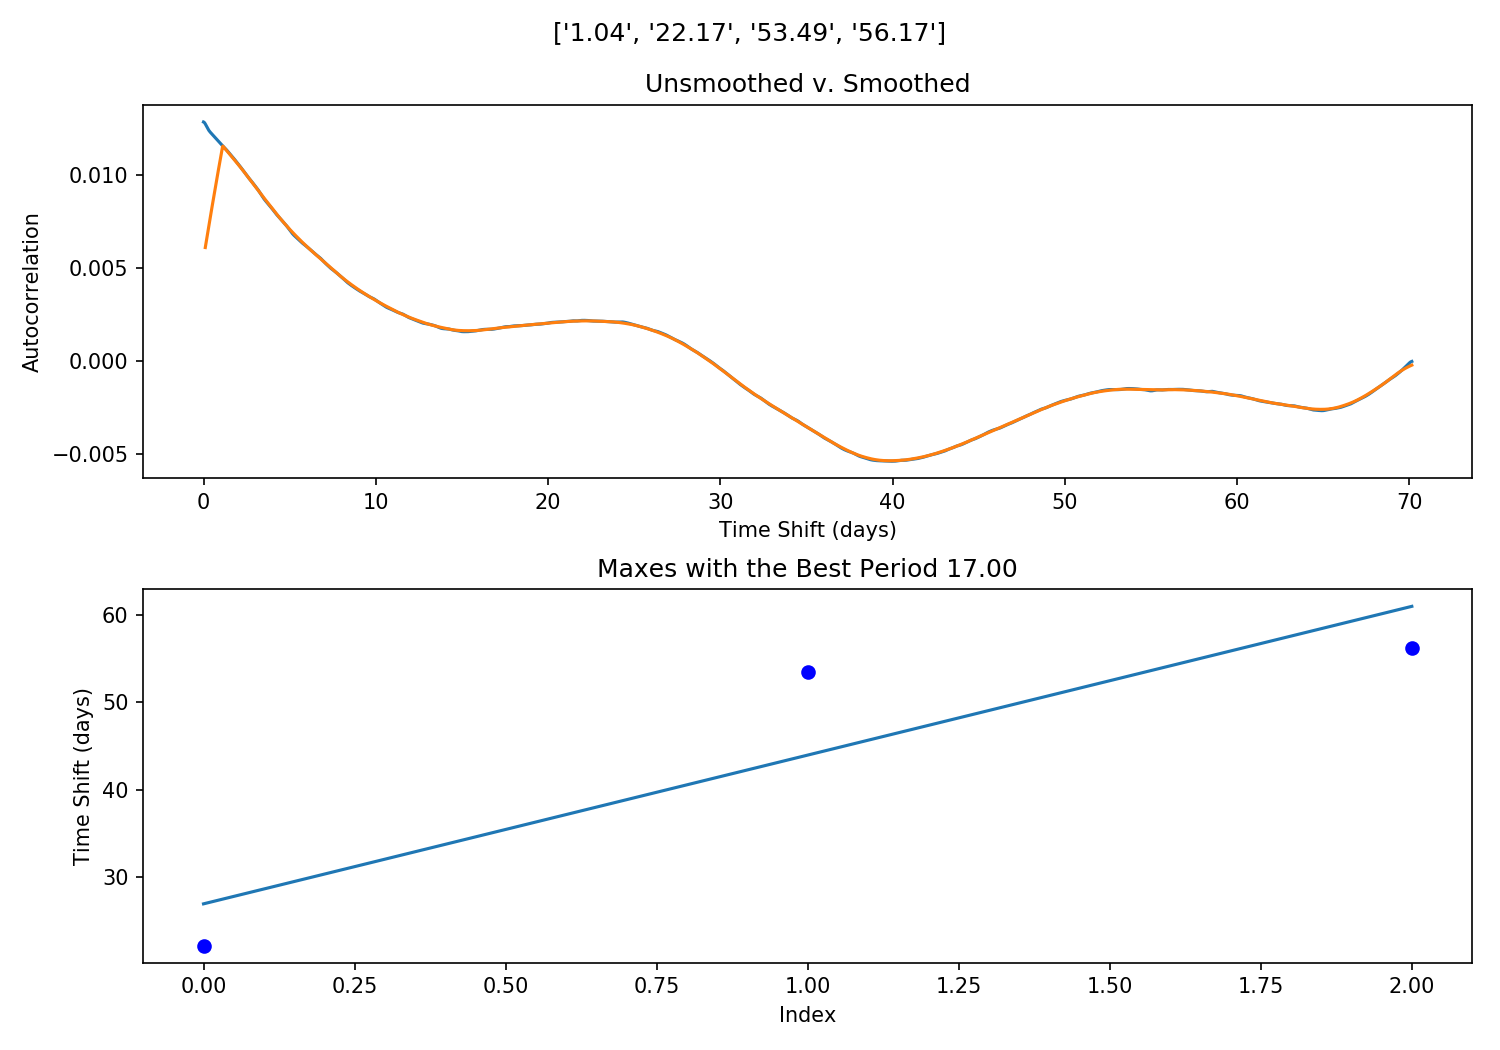 ['1.04', '22.17', '53.49', '56.17']
Unsmoothed v. Smoothed
Autocorrelation
0.010
0.005
0.000
−0.005
0 10 20 30 40 50 60 70
Time Shift (days)
Maxes with the Best Period 17.00
Time Shift (days)
60
50
40
30
0.00 0.25 0.50 0.75 1.00 1.25 1.50 1.75 2.00
Index